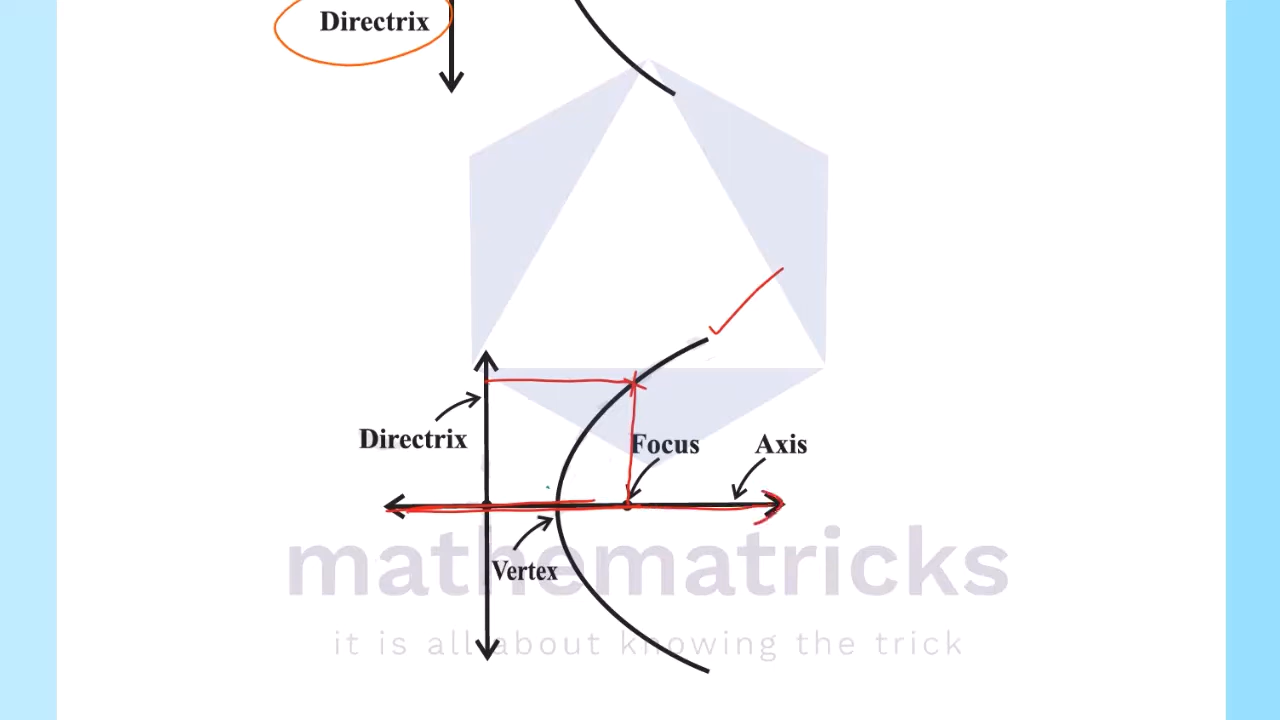 Directrix
Directrix
Focus
Axis
Vertex
mathematricks
it is all about knowing the trick